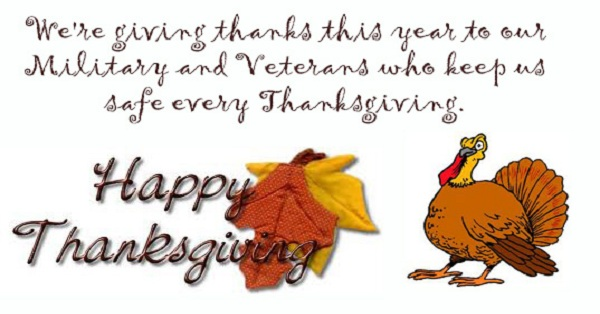 We're giving thanks this year to our
Military and Veterans who keep us
safe every Thanksgiving.
Happy
Thanksgiving